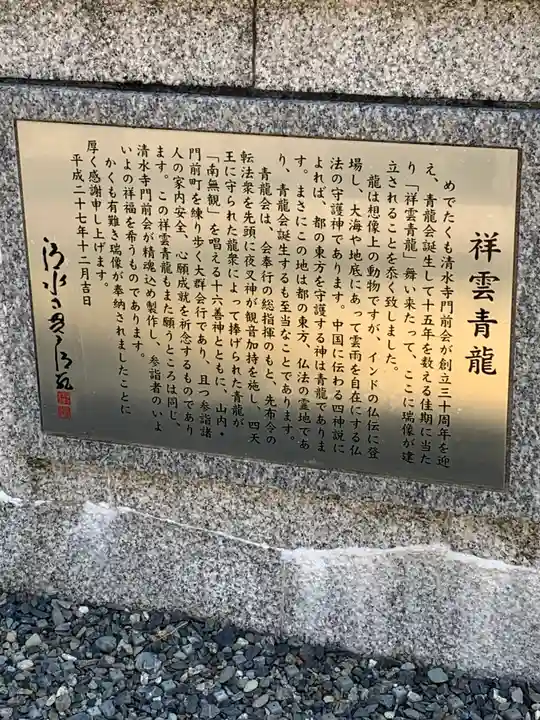 祥雲青龍
めでたくも清水寺門前会が創立三十周年を迎
え、青龍会誕生して十五年を数える佳期に当た
り「祥雲青龍」舞い来たって、ここに瑞像が建
立されることを忝く致しました。
龍は想像上の動物ですが、インドの仏伝に登
場し、大海や地底にあって雲雨を自在にする仏
法の守護神であります。中国に伝わる四神説に
よれば、都の東方を守護する神は青龍でありま
す。まさにこの地は都の東方、仏法の霊地であ
り、青龍会誕生するも至当なことであります。
青龍会は、会奉行の総指揮のもと、先布令の
転法衆を先頭に夜叉神が観音加持を施し、四天
王に守られた龍衆によって捧げられた青龍が
「南無観」を唱える十六善神とともに、山内・
門前町を練り歩く大群会行であり、且つ参詣諸
人の家内安全、心願成就を祈念するものであり
ます。この祥雲青龍もまた願うところは同じ、
清水寺門前会が精魂込め製作し、参詣者のいよ
いよの祥福を希うものであります。
かくも有難き瑞像が奉納されましたことに
厚く感謝申し上げます。
平成二十七年十二月吉日